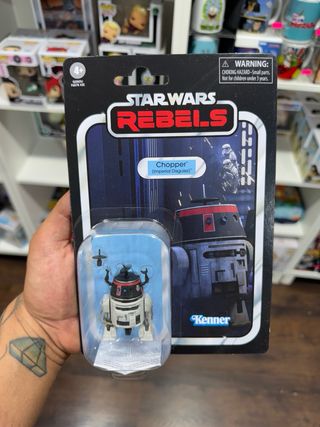 4+
WARNING:
CHOKING HAZARD - Small parts.
Not for children under 3 years.
STAR WARS
REBELS
Chopper
(Imperial Disguise)
Kenner